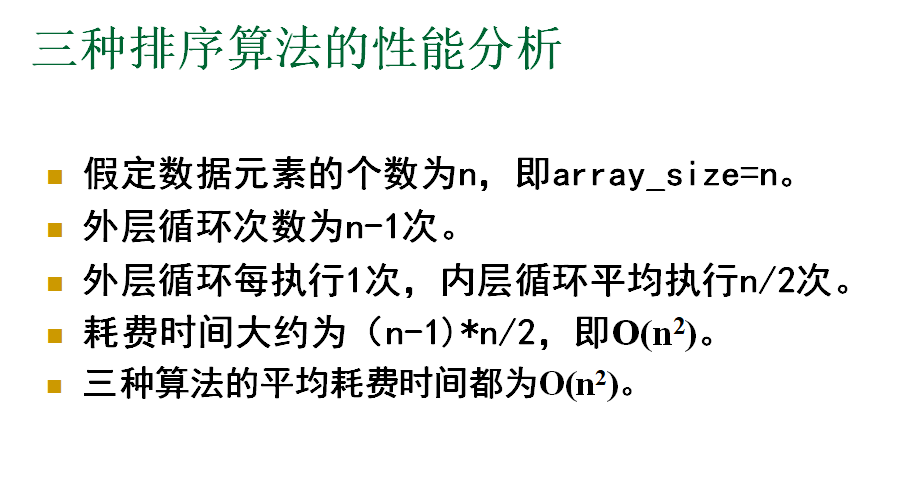 三种排序算法的性能分析
假定数据元素的个数为n，即array_size=n。
外层循环次数为n-1次。
外层循环每执行1次，内层循环平均执行n/2次。
耗费时间大约为（n-1)*n/2，即O(n²)。
三种算法的平均耗费时间都为O(n²)。